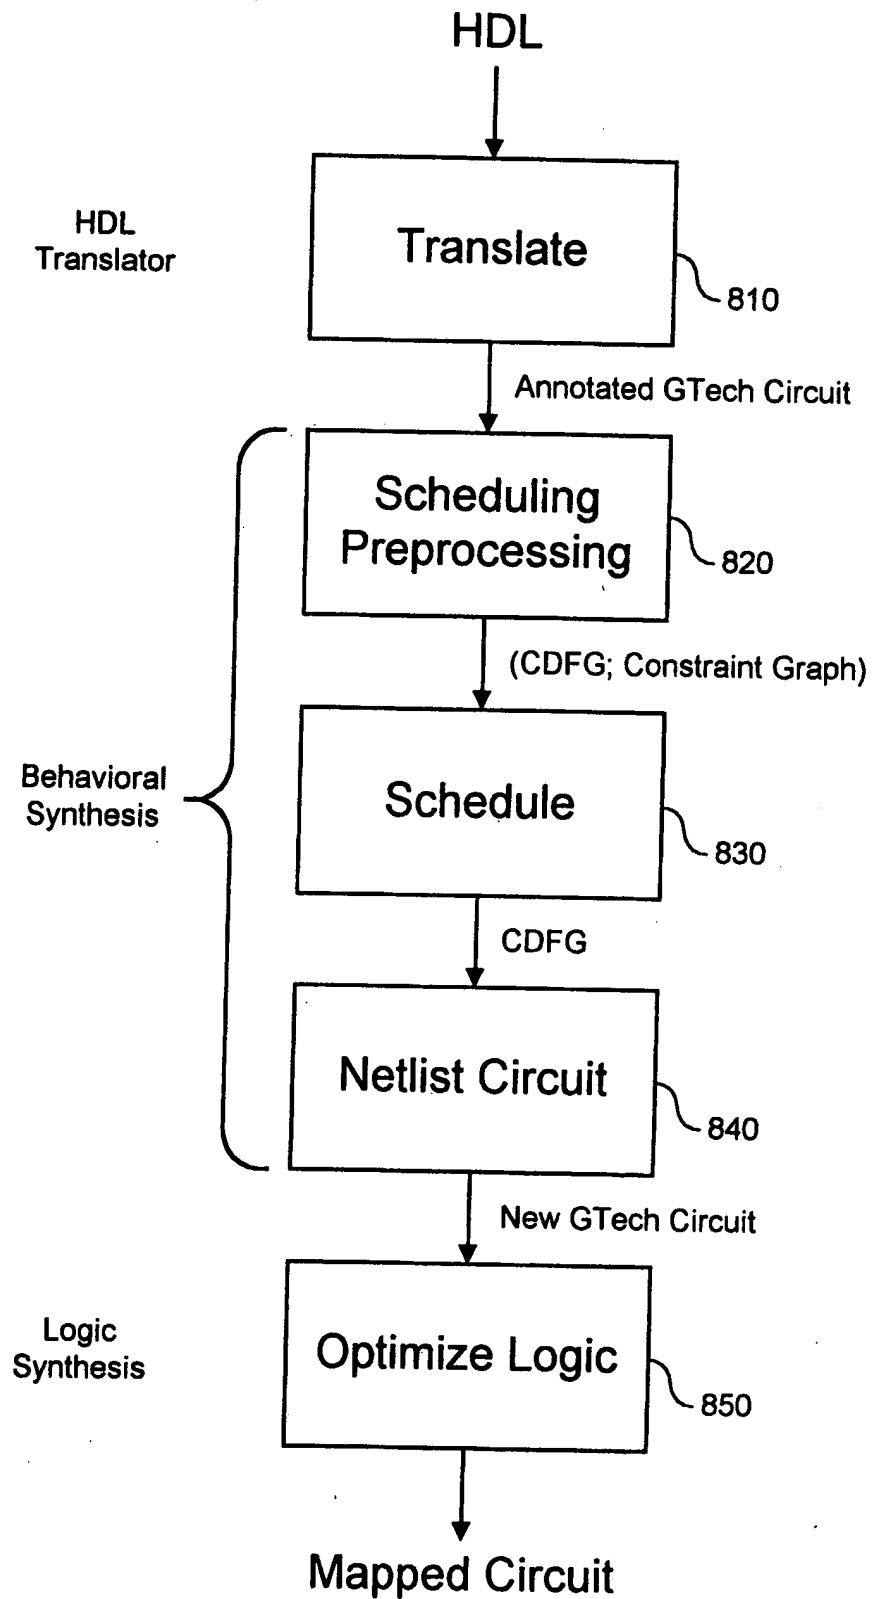 HDL
HDL
Translator
Translate
810
Annotated GTech Circuit
Scheduling
Preprocessing
820
(CDFG; Constraint Graph)
Behavioral
Synthesis
Schedule
830
CDFG
Netlist Circuit
840
New GTech Circuit
Logic
Synthesis
Optimize Logic
850
Mapped Circuit